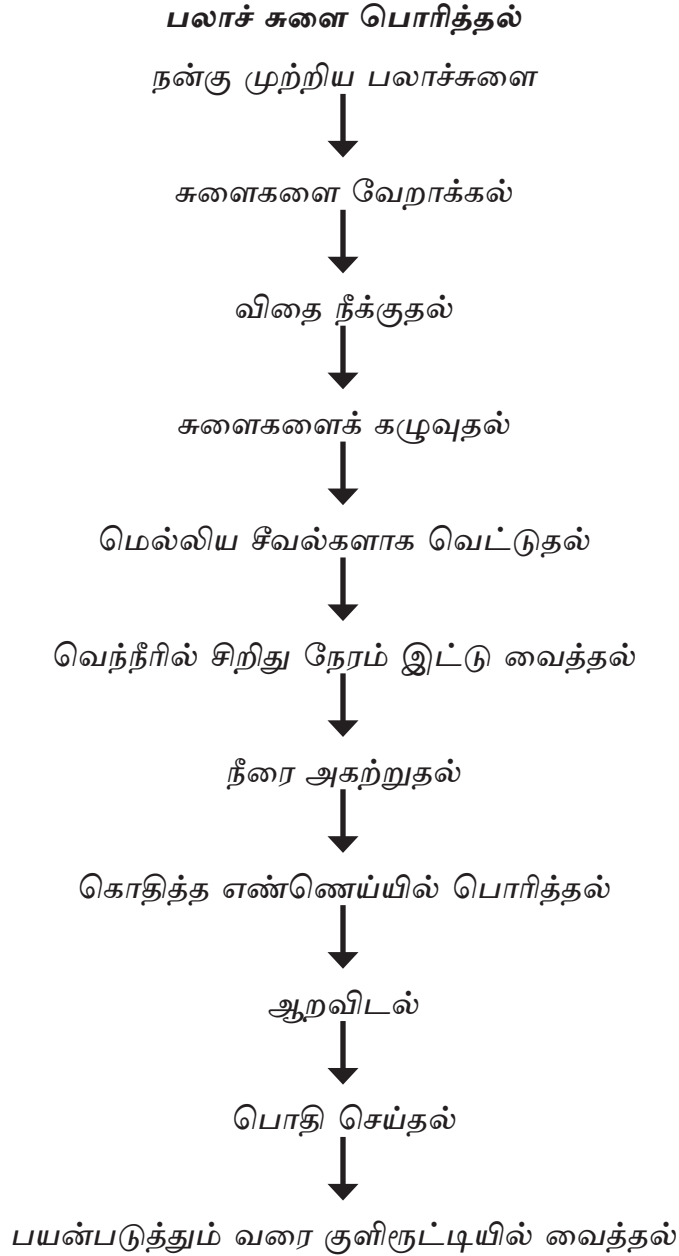 பலாச் சுளை பொரித்தல்
நன்கு முற்றிய பலாச்சுளை
சுளைகளை வேறாக்கல்
விதை நீக்குதல்
சுளைகளைக் கழுவுதல்
மெல்லிய சீவல்களாக வெட்டுதல்
வெந்நீரில் சிறிது நேரம் இட்டு வைத்தல்
நீரை அகற்றுதல்
கொதித்த எண்ணெய்யில் பொரித்தல்
ஆறவிடல்
பொதி செய்தல்
பயன்படுத்தும் வரை குளிரூட்டியில் வைத்தல்